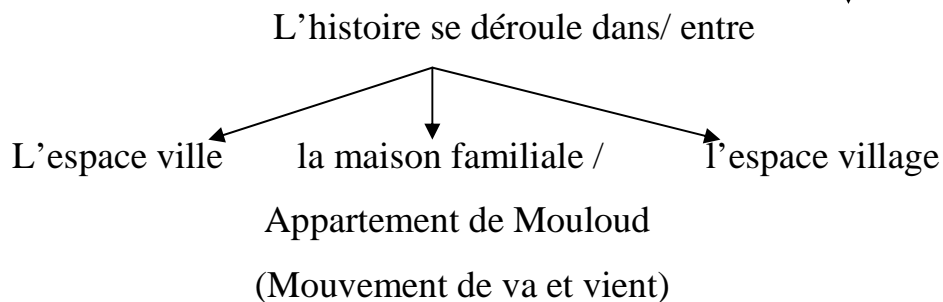 L’histoire se déroule dans/ entre
L’espace ville la maison familiale / l’espace village
Appartement de Mouloud
(Mouvement de va et vient)